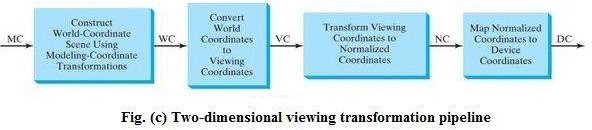 MC
Construct
World-Coordinate
Scene Using
Modeling-Coordinate
Transformations
WC
Convert
World
Coordinates
to
Viewing
Coordinates
VC
Transform Viewing
Coordinates to
Normalized
Coordinates
NC
Map Normalized
Coordinates to
Device
Coordinates
DC
Fig. (c) Two-dimensional viewing transformation pipeline